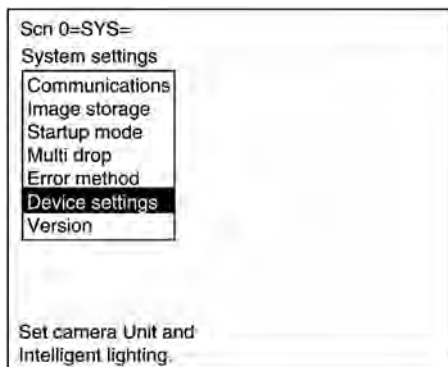 Scn 0=SYS=
System settings
Communications
Image storage
Startup mode
Multi drop
Error method
Device settings
Version
Set camera Unit and
Intelligent lighting.